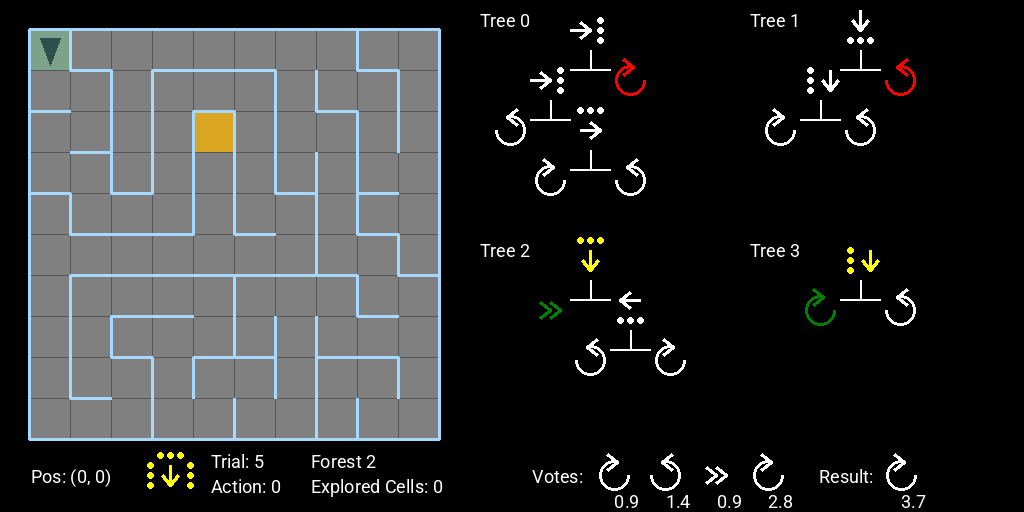 Tree 0
Tree 1
Tree 2
Tree 3
Pos: (0, 0)
Trial: 5
Action: 0
Forest 2
Explored Cells: 0
Votes:
0.9
1.4
0.9
2.8
Result:
3.7